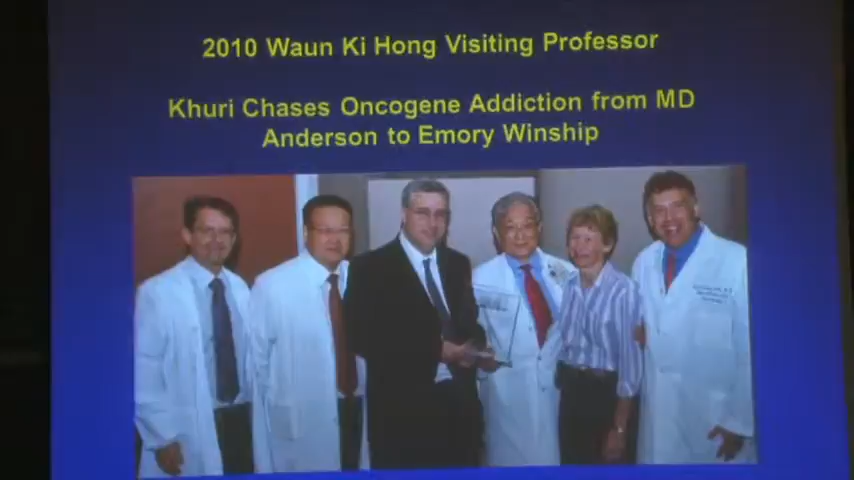 2010 Waun Ki Hong Visiting Professor
Khuri Chases Oncogene Addiction from MD
Anderson to Emory Winship